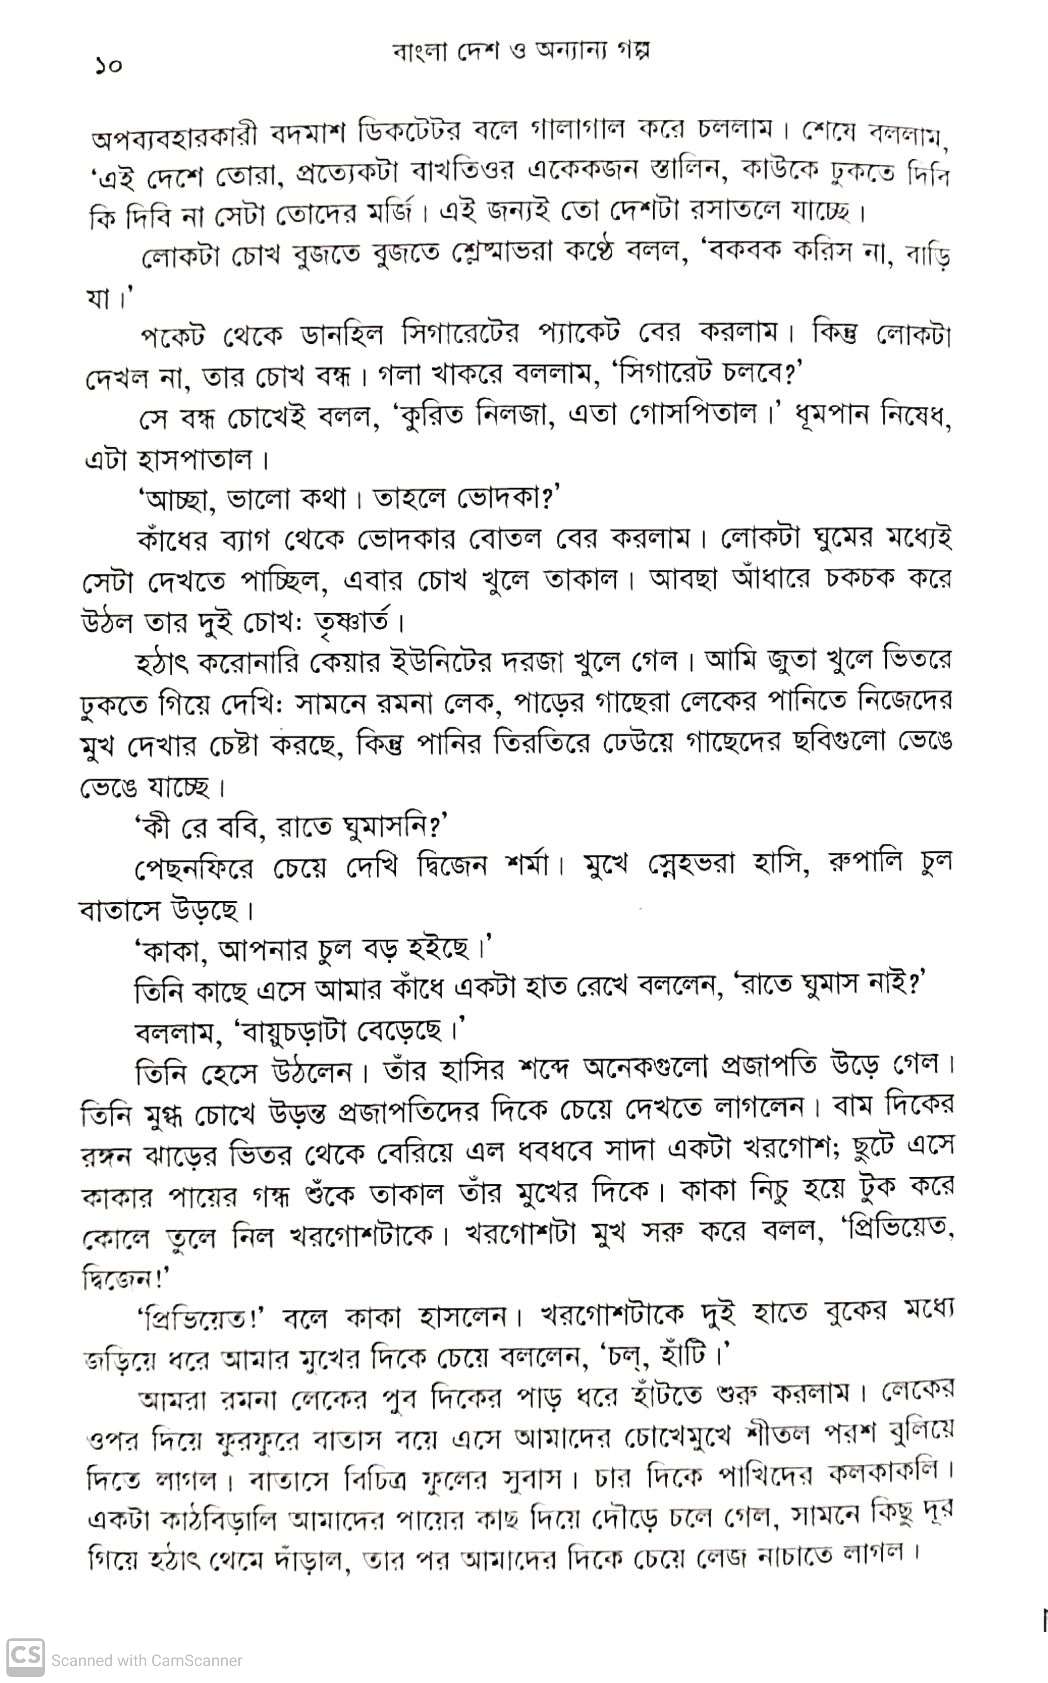 ১০
বাংলা দেশ ও অন্যান্য গল্প
অপব্যবহারকারী বদমাশ ডিকটেটর বলে গালাগাল করে চললাম। শেষে বললাম,
‘এই দেশে তোরা, প্রত্যেকটা বাখতিওর একেকজন স্তালিন, কাউকে ঢুকতে দিবি
কি দিবি না সেটা তোদের মর্জি। এই জন্যই তো দেশটা রসাতলে যাচ্ছে।
লোকটা চোখ বুজতে বুজতে শ্লেষ্মাভরা কণ্ঠে বলল, ‘বকবক করিস না, বাড়ি
যা।’
পকেট থেকে ডানহিল সিগারেটের প্যাকেট বের করলাম। কিন্তু লোকটা
দেখল না, তার চোখ বন্ধ। গলা খাকরে বললাম, ‘সিগারেট চলবে?’
সে বন্ধ চোখেই বলল, ‘কুরিত নিলজা, এতা গোসপিতাল।’ ধূমপান নিষেধ,
এটা হাসপাতাল।
‘আচ্ছা, ভালো কথা। তাহলে ভোদকা?’
কাঁধের ব্যাগ থেকে ভোদকার বোতল বের করলাম। লোকটা ঘুমের মধ্যেই
সেটা দেখতে পাচ্ছিল, এবার চোখ খুলে তাকাল। আবছা আঁধারে চকচক করে
উঠল তার দুই চোখ: তৃষ্ণার্ত।
হঠাৎ করোনারি কেয়ার ইউনিটের দরজা খুলে গেল। আমি জুতা খুলে ভিতরে
ঢুকতে গিয়ে দেখি: সামনে রমনা লেক, পাড়ের গাছেরা লেকের পানিতে নিজেদের
মুখ দেখার চেষ্টা করছে, কিন্তু পানির তিরতিরে ঢেউয়ে গাছেদের ছবিগুলো ভেঙে
ভেঙে যাচ্ছে।
‘কী রে ববি, রাতে ঘুমাসনি?’
পেছনফিরে চেয়ে দেখি দ্বিজেন শর্মা। মুখে স্নেহভরা হাসি, রুপালি চুল
বাতাসে উড়ছে।
‘কাকা, আপনার চুল বড় হইছে।’
তিনি কাছে এসে আমার কাঁধে একটা হাত রেখে বললেন, ‘রাতে ঘুমাস নাই?’
বললাম, ‘বায়ুচড়াটা বেড়েছে।’
তিনি হেসে উঠলেন। তাঁর হাসির শব্দে অনেকগুলো প্রজাপতি উড়ে গেল।
তিনি মুগ্ধ চোখে উড়ন্ত প্রজাপতিদের দিকে চেয়ে দেখতে লাগলেন। বাম দিকের
রঙ্গন ঝাড়ের ভিতর থেকে বেরিয়ে এল ধবধবে সাদা একটা খরগোশ; ছুটে এসে
কাকার পায়ের গন্ধ শুঁকে তাকাল তাঁর মুখের দিকে। কাকা নিচু হয়ে টুক করে
কোলে তুলে নিল খরগোশটাকে। খরগোশটা মুখ সরু করে বলল, ‘প্রিভিয়েত,
দ্বিজেন!’
‘প্রিভিয়েত!’ বলে কাকা হাসলেন। খরগোশটাকে দুই হাতে বুকের মধ্যে
জড়িয়ে ধরে আমার মুখের দিকে চেয়ে বললেন, ‘চল্, হাঁটি।’
আমরা রমনা লেকের পুব দিকের পাড় ধরে হাঁটতে শুরু করলাম। লেকের
ওপর দিয়ে ফুরফুরে বাতাস বয়ে এসে আমাদের চোখেমুখে শীতল পরশ বুলিয়ে
দিতে লাগল। বাতাসে বিচিত্র ফুলের সুবাস। চার দিকে পাখিদের কলকাকলি।
একটা কাঠবিড়ালি আমাদের পায়ের কাছ দিয়ে দৌড়ে চলে গেল, সামনে কিছু দূর
গিয়ে হঠাৎ থেমে দাঁড়াল, তার পর আমাদের দিকে চেয়ে লেজ নাচাতে লাগল।
CS Scanned with CamScanner